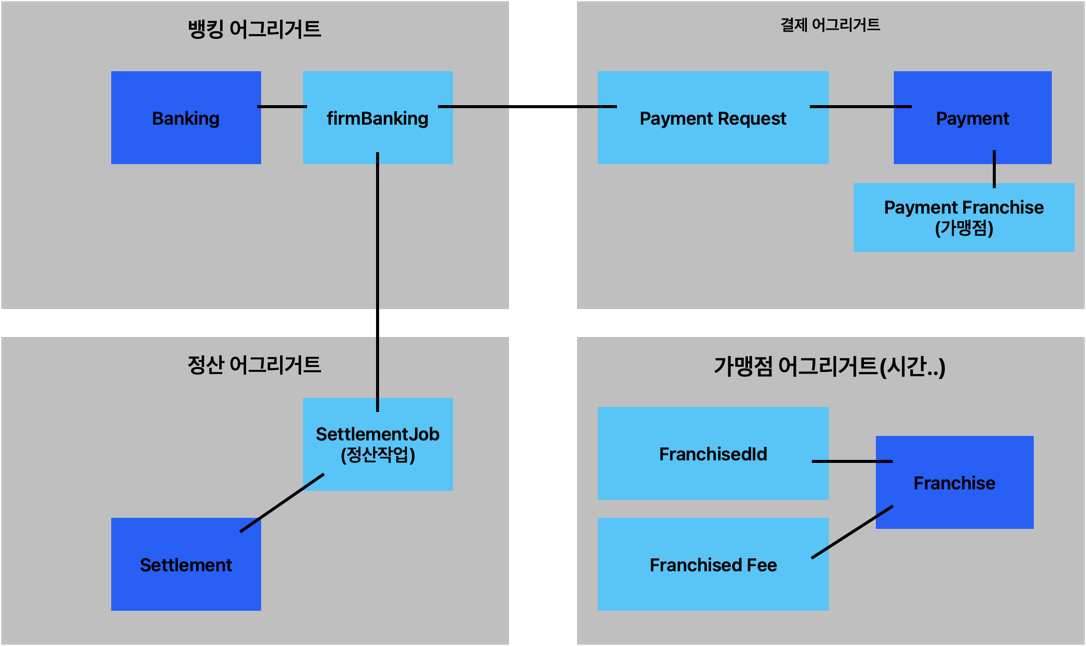 뱅킹 어그리거트
Banking
firmBanking
결제 어그리거트
Payment Request
Payment
Payment Franchise
(가맹점)
정산 어그리거트
SettlementJob
(정산작업)
Settlement
가맹점 어그리거트(시간..)
FranchisedId
Franchise
Franchised Fee